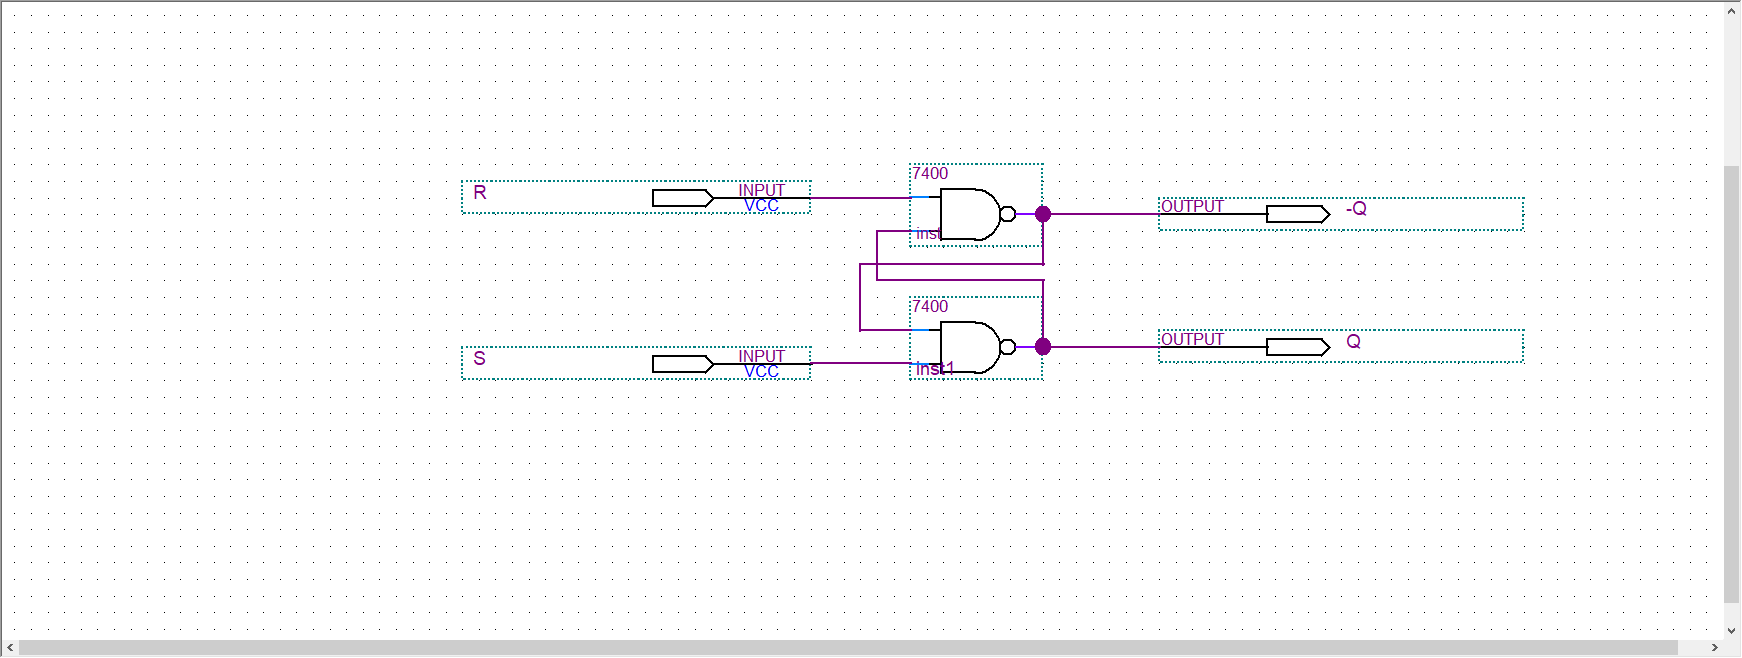 7400
R
INPUT
VCC
inst
OUTPUT
-Q
7400
S
INPUT
VCC
inst1
OUTPUT
Q